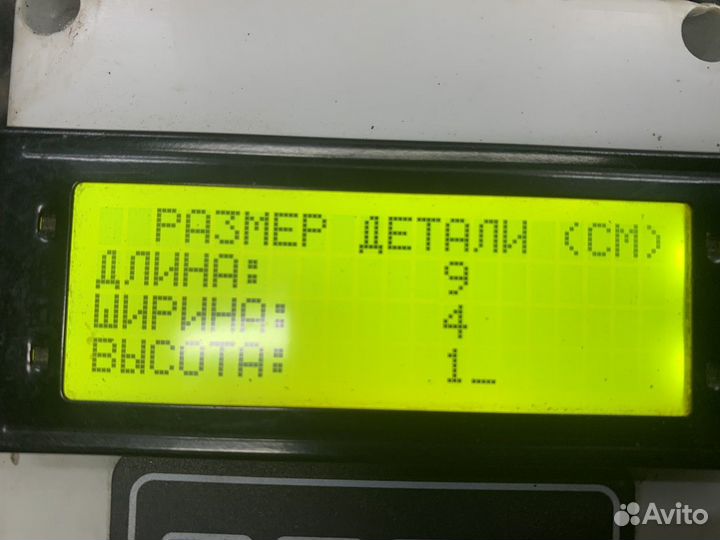 РАЗМЕР ДЕТАЛИ (СМ)
ДЛИНА: 9
ШИРИНА: 4
ВЫСОТА: 1_
Avito